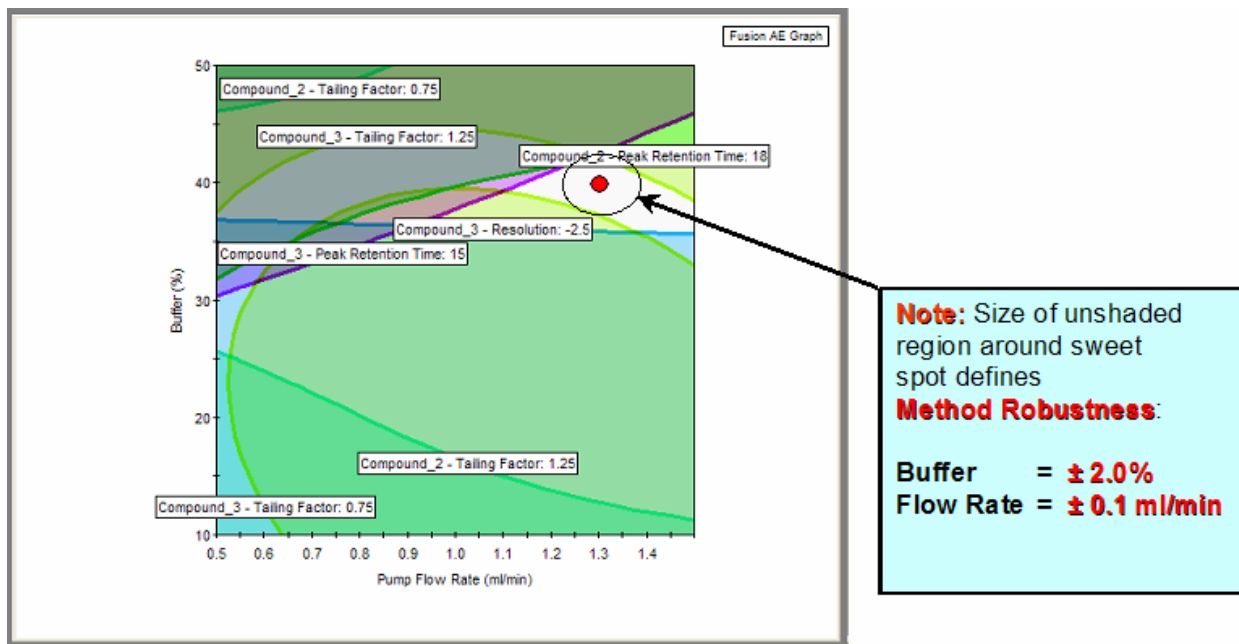 Fusion AE Graph
50
Compound_2 - Tailing Factor: 0.75
Compound_3 - Tailing Factor: 1.25
Compound_2 - Peak Retention Time: 18
40
Compound_3 - Resolution: -2.5
Compound_3 - Peak Retention Time: 15
30
Buffer (%)
20
Compound_2 - Tailing Factor: 1.25
Compound_3 - Tailing Factor: 0.75
10
0.5 0.6 0.7 0.8 0.9 1.0 1.1 1.2 1.3 1.4
Pump Flow Rate (ml/min)
Note: Size of unshaded
region around sweet
spot defines
Method Robustness:
Buffer = ± 2.0%
Flow Rate = ± 0.1 ml/min